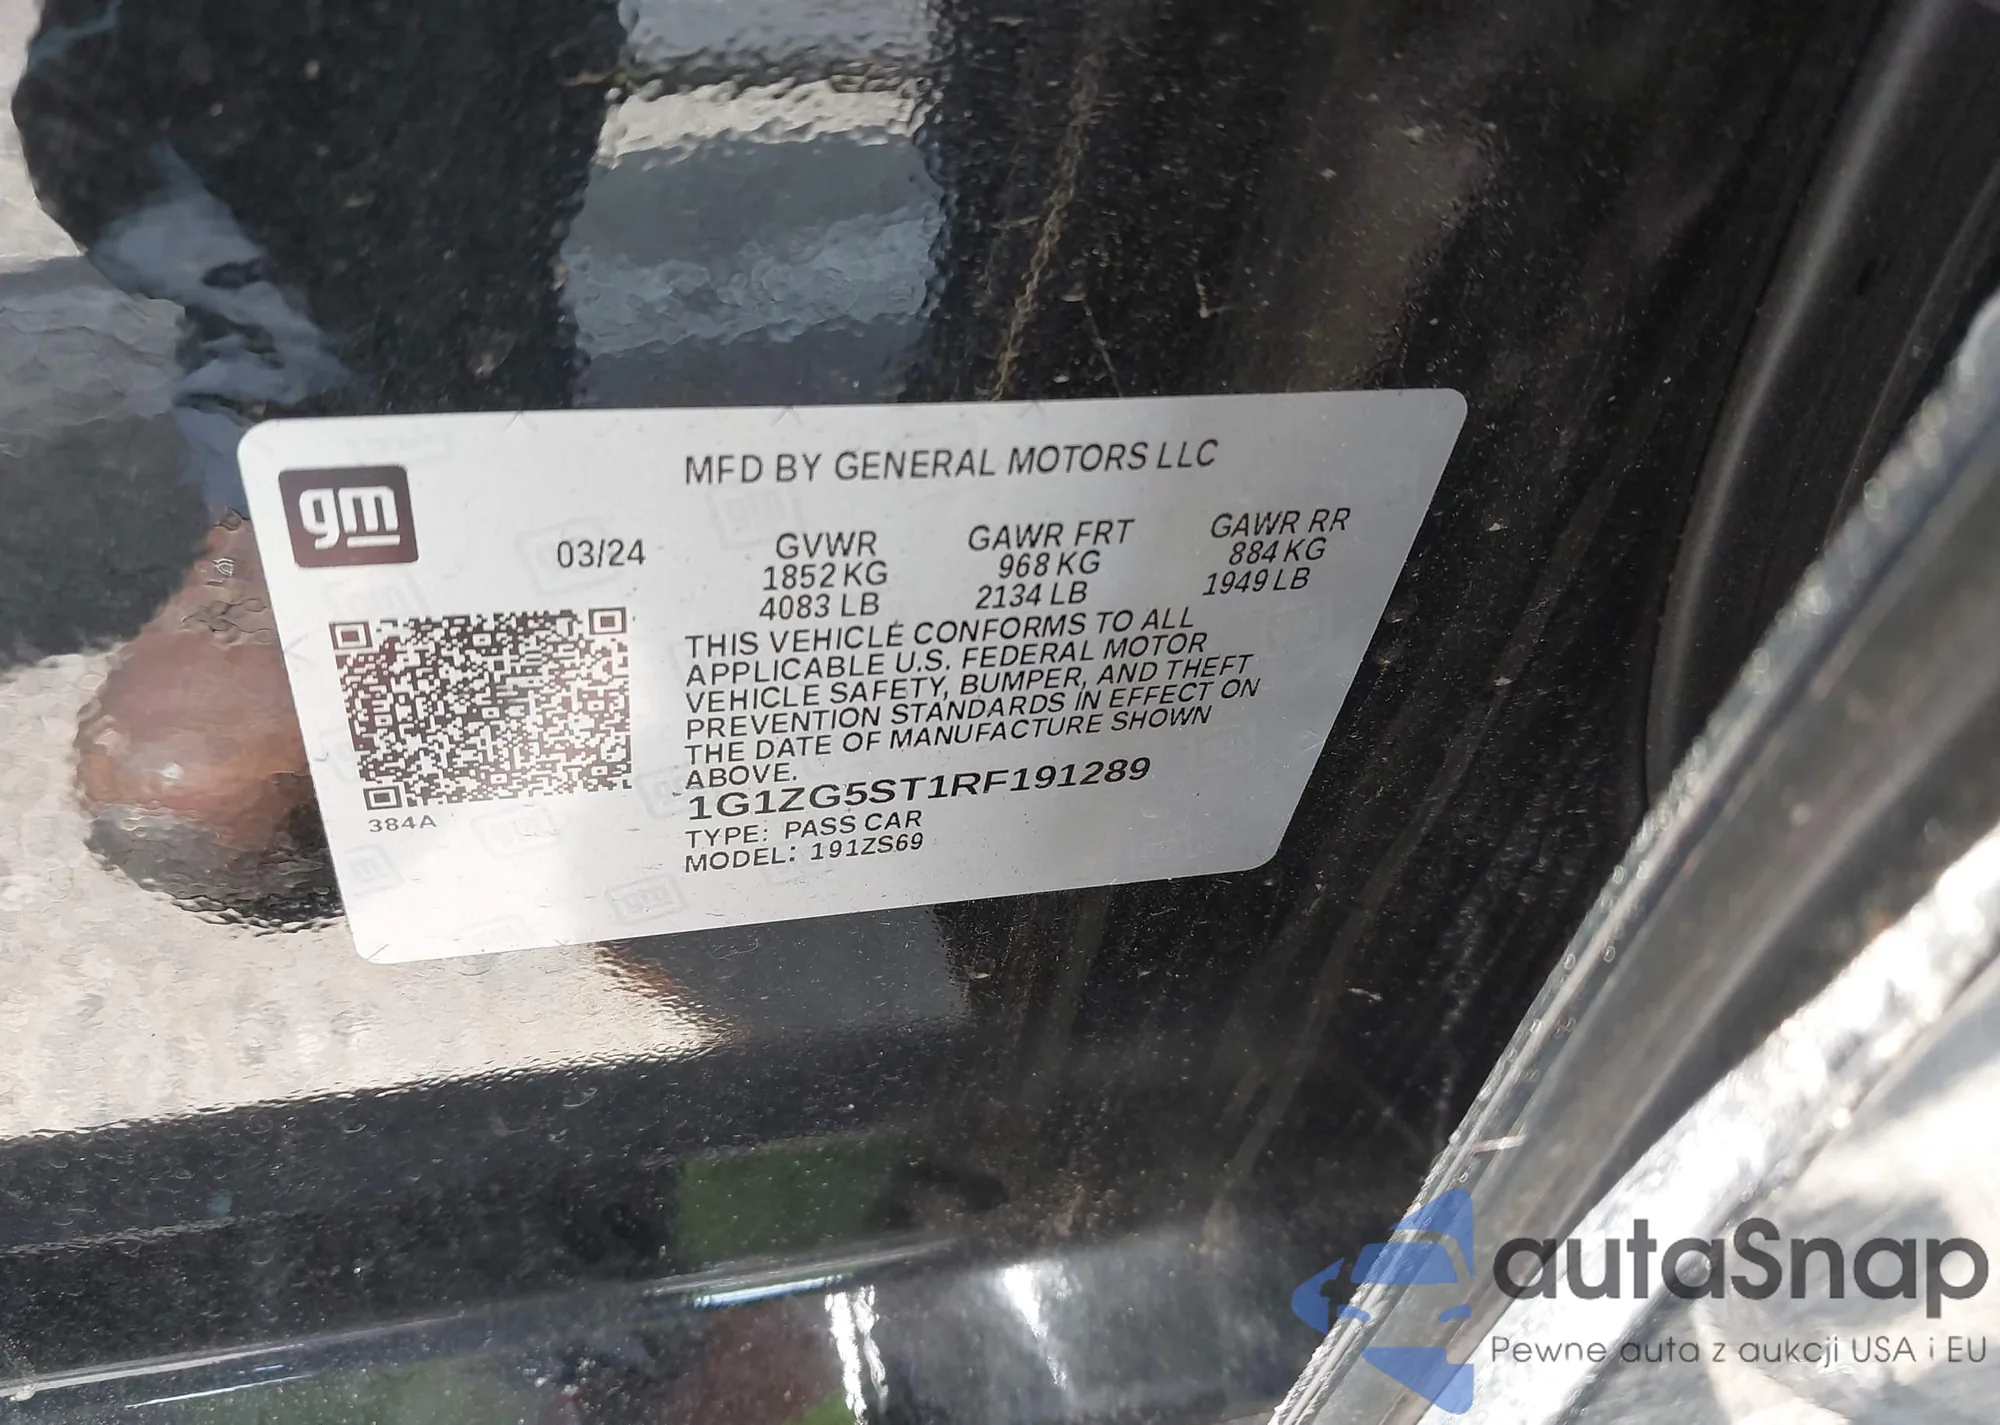 MFD BY GENERAL MOTORS LLC
gm
03/24
GVWR
1852 KG
4083 LB
GAWR FRT
968 KG
2134 LB
GAWR RR
884 KG
1949 LB
THIS VEHICLE CONFORMS TO ALL
APPLICABLE U.S. FEDERAL MOTOR
VEHICLE SAFETY, BUMPER, AND THEFT
PREVENTION STANDARDS IN EFFECT ON
THE DATE OF MANUFACTURE SHOWN
ABOVE.
1G1ZG5ST1RF191289
384A
TYPE: PASS CAR
MODEL: 191ZS69
autaSnap
Pewne auta z aukcji USA i EU